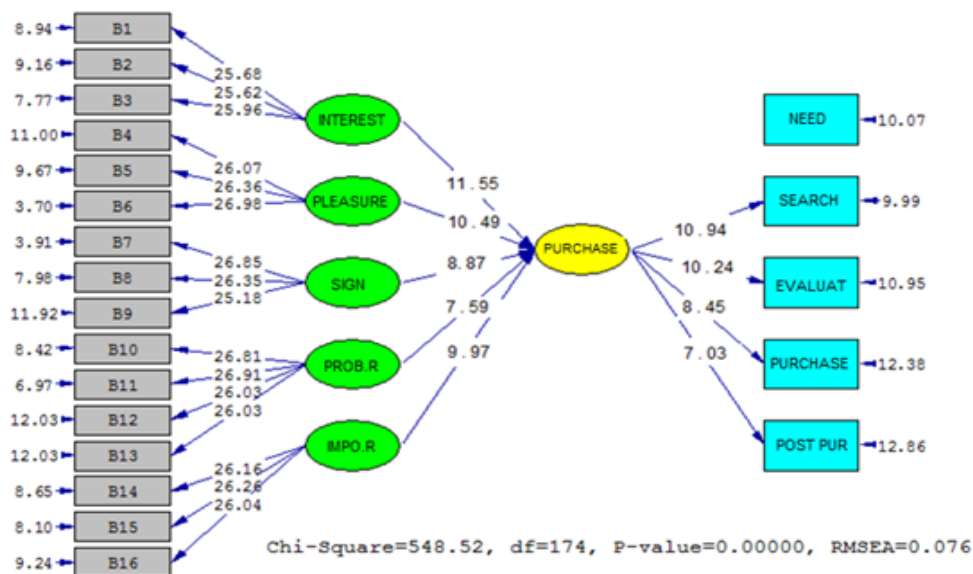 8.94 B1
9.16 B2
7.77 B3
11.00 B4
9.67 B5
3.70 B6
3.91 B7
7.98 B8
11.92 B9
8.42 B10
6.97 B11
12.03 B12
12.03 B13
8.65 B14
8.10 B15
9.24 B16
25.68
25.62
25.96
26.07
26.36
26.98
26.85
26.35
25.18
26.81
26.91
26.03
26.03
26.16
26.26
26.04
INTEREST
PLEASURE
SIGN
PROB.R
IMPO.R
11.55
10.49
8.87
7.59
9.97
PURCHASE
10.94
10.24
8.45
7.03
NEED 10.07
SEARCH 9.99
EVALUAT 10.95
PURCHASE 12.38
POST PUR 12.86
Chi-Square=548.52, df=174, P-value=0.00000, RMSEA=0.076